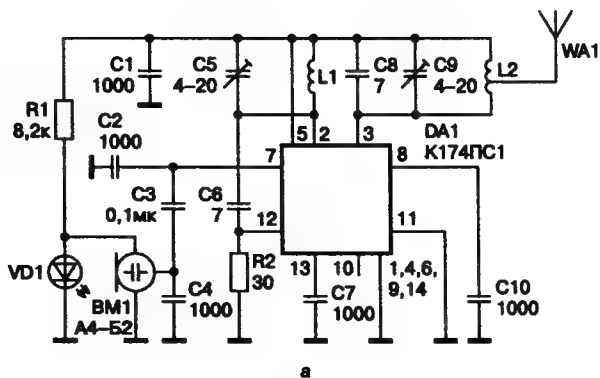 WA1
C1
1000
C5
4–20
L1
C8
7
C9
4–20
L2
R1
8,2к
C2
1000
5
2
3
DA1
К174ПС1
7
8
C3
0,1мк
C6
7
12
11
VD1
BM1
А4–Б2
C4
1000
R2
30
13
10
1,4,6,
9,14
C7
1000
C10
1000
а